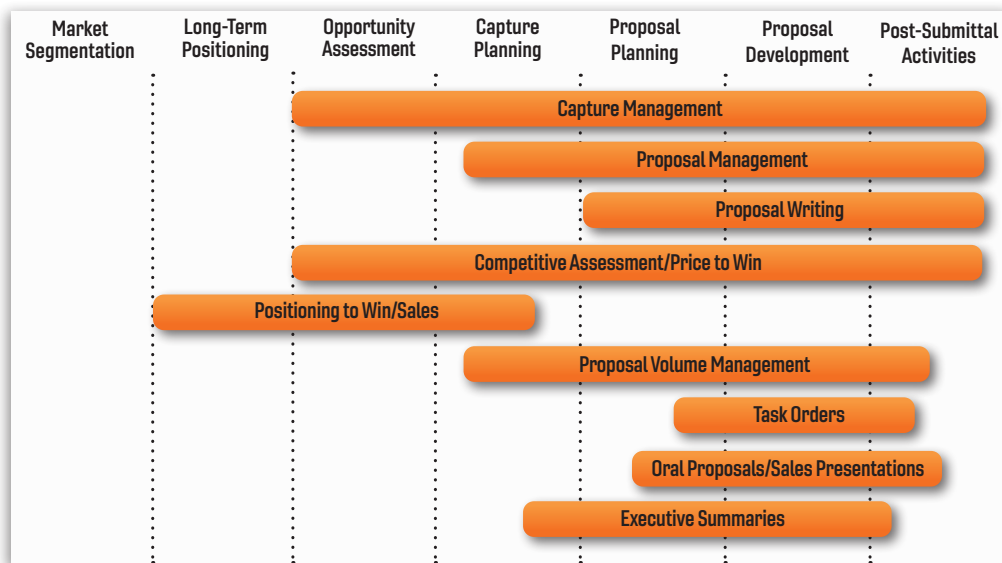 Market
Segmentation
Long-Term
Positioning
Opportunity
Assessment
Capture
Planning
Proposal
Planning
Proposal
Development
Post-Submittal
Activities
Capture Management
Proposal Management
Proposal Writing
Competitive Assessment/Price to Win
Positioning to Win/Sales
Proposal Volume Management
Task Orders
Oral Proposals/Sales Presentations
Executive Summaries